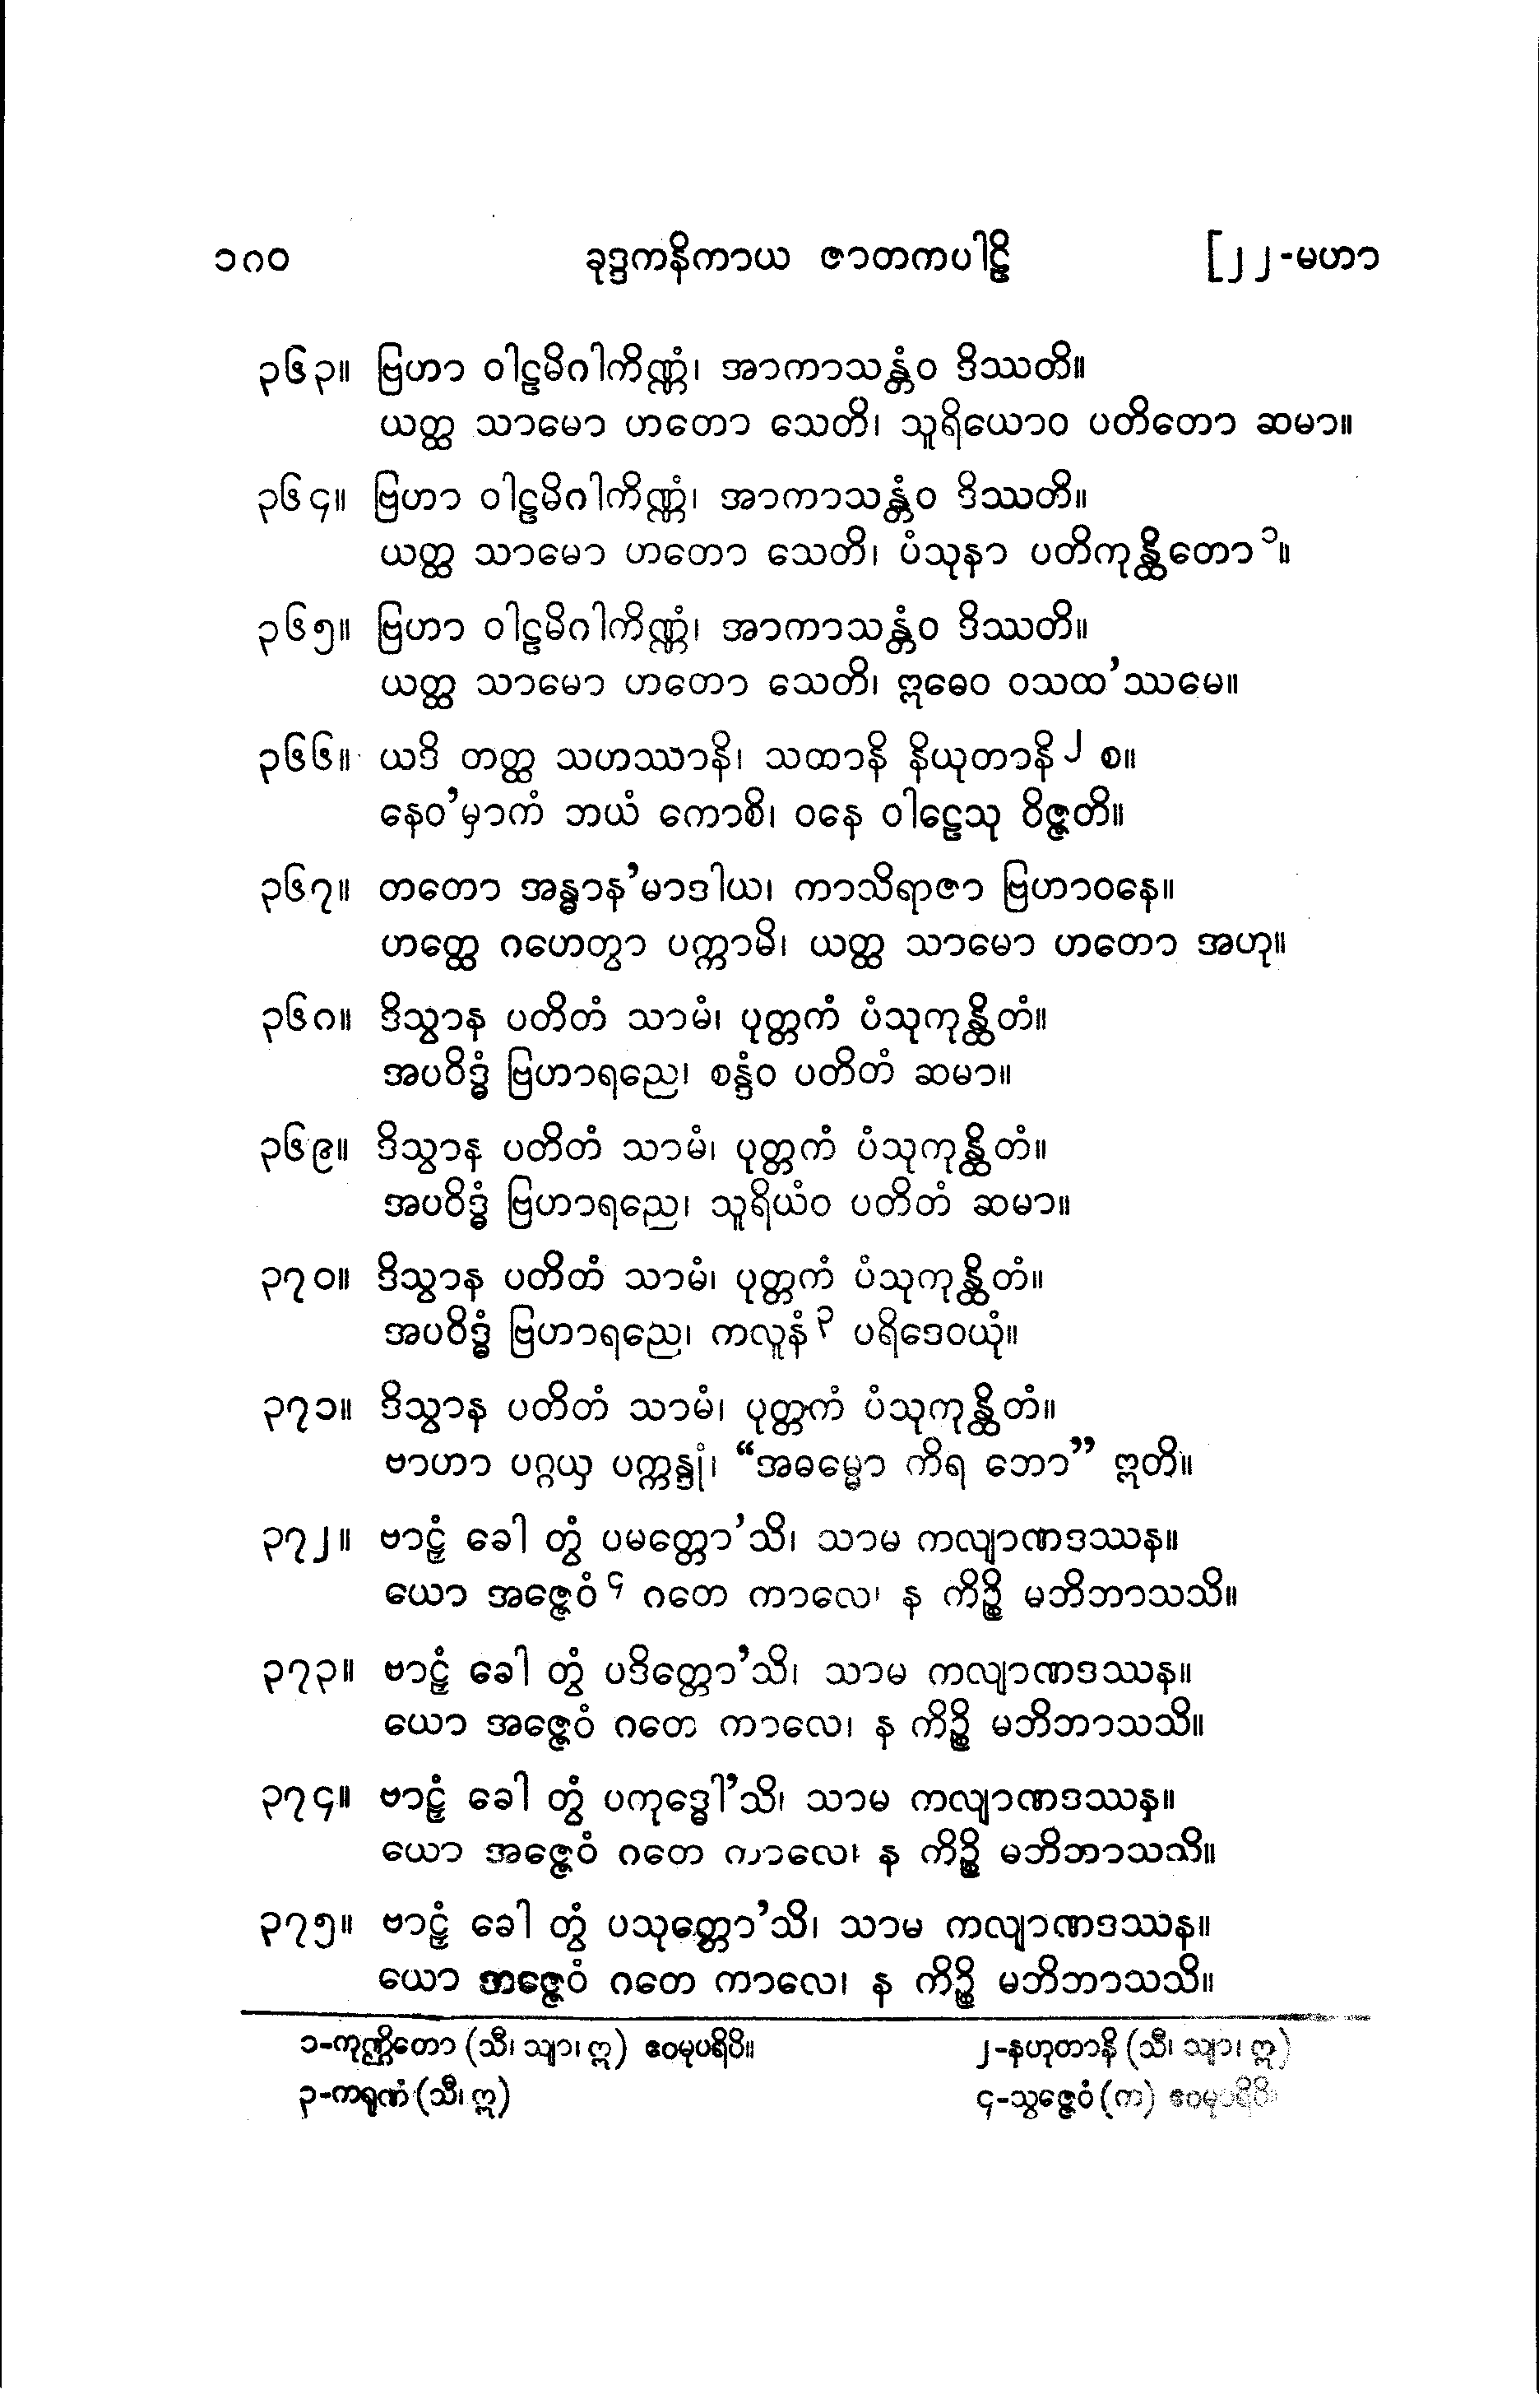 ၁၈၀ ခုဒ္ဒကနိကာယ ဇာတကပါဠိ [၂၂-မဟာ
၃၆၃။ ဗြဟာ ဝါဠမိဂါကိဏ္ဏံ၊ အာကာသန္တံဝ ဒိဿတိ။
ယတ္ထ သာမော ဟတော သေတိ၊ သူရိယောဝ ပတိတော ဆမာ။
၃၆၄။ ဗြဟာ ဝါဠမိဂါကိဏ္ဏံ၊ အာကာသန္တံဝ ဒိဿတိ။
ယတ္ထ သာမော ဟတော သေတိ၊ ပံသုနာ ပတိကုန္ထိတော ၁။
၃၆၅။ ဗြဟာ ဝါဠမိဂါကိဏ္ဏံ၊ အာကာသန္တံဝ ဒိဿတိ။
ယတ္ထ သာမော ဟတော သေတိ၊ ဣဓေဝ ဝသထ’ဿမေ။
၃၆၆။ ယဒိ တတ္ထ သဟဿာနိ၊ သထာနိ နိယုတာနိ ၂ စ။
နေဝ’မှာကံ ဘယံ ကောစိ၊ ဝနေ ဝါဠေသု ဝိဇ္ဇတိ။
၃၆၇။ တတော အန္ဓာန’မာဒါယ၊ ကာသိရာဇာ ဗြဟာဝနေ။
ဟတ္ထေ ဂဟေတွာ ပက္ကာမိ၊ ယတ္ထ သာမော ဟတော အဟု။
၃၆၈။ ဒိသွာန ပတိတံ သာမံ၊ ပုတ္တကံ ပံသုကုန္ထိတံ။
အပဝိဒ္ဓံ ဗြဟာရညေ၊ စန္ဒံဝ ပတိတံ ဆမာ။
၃၆၉။ ဒိသွာန ပတိတံ သာမံ၊ ပုတ္တကံ ပံသုကုန္ထိတံ။
အပဝိဒ္ဓံ ဗြဟာရညေ၊ သူရိယံဝ ပတိတံ ဆမာ။
၃၇၀။ ဒိသွာန ပတိတံ သာမံ၊ ပုတ္တကံ ပံသုကုန္ထိတံ။
အပဝိဒ္ဓံ ဗြဟာရညေ၊ ကလူနံ ၃ ပရိဒေဝယုံ။
၃၇၁။ ဒိသွာန ပတိတံ သာမံ၊ ပုတ္တကံ ပံသုကုန္ထိတံ။
ဗာဟာ ပဂ္ဂယှ ပက္ကန္ဒုံ၊ “အဓမ္မော ကိရ ဘော” ဣတိ။
၃၇၂။ ဗာဠှံ ခေါ တွံ ပမတ္တော’သိ၊ သာမ ကလျာဏဒဿန။
ယော အဇ္ဇေဝံ ၄ ဂတေ ကာလေ၊ န ကိဉ္စိ မဘိဘာသသိ။
၃၇၃။ ဗာဠှံ ခေါ တွံ ပဒိတ္တော’သိ၊ သာမ ကလျာဏဒဿန။
ယော အဇ္ဇေဝံ ဂတေ ကာလေ၊ န ကိဉ္စိ မဘိဘာသသိ။
၃၇၄။ ဗာဠှံ ခေါ တွံ ပကုဒ္ဓေါ’သိ၊ သာမ ကလျာဏဒဿန။
ယော အဇ္ဇေဝံ ဂတေ ကာလေ၊ န ကိဉ္စိ မဘိဘာသသိ။
၃၇၅။ ဗာဠှံ ခေါ တွံ ပသုတ္တော’သိ၊ သာမ ကလျာဏဒဿန။
ယော အဇ္ဇေဝံ ဂတေ ကာလေ၊ န ကိဉ္စိ မဘိဘာသသိ။
၁-ကုဏ္ဌိတော (သီ၊ သျာ၊ ဣ) ဧဝမုပရိပိ။ ၂-နဟုတာနိ (သီ၊ သျာ၊ ဣ)
၃-ကရုဏံ (သီ၊ ဣ) ၄-သွဇ္ဇေဝံ (က) ဧဝမုပရိပိ။